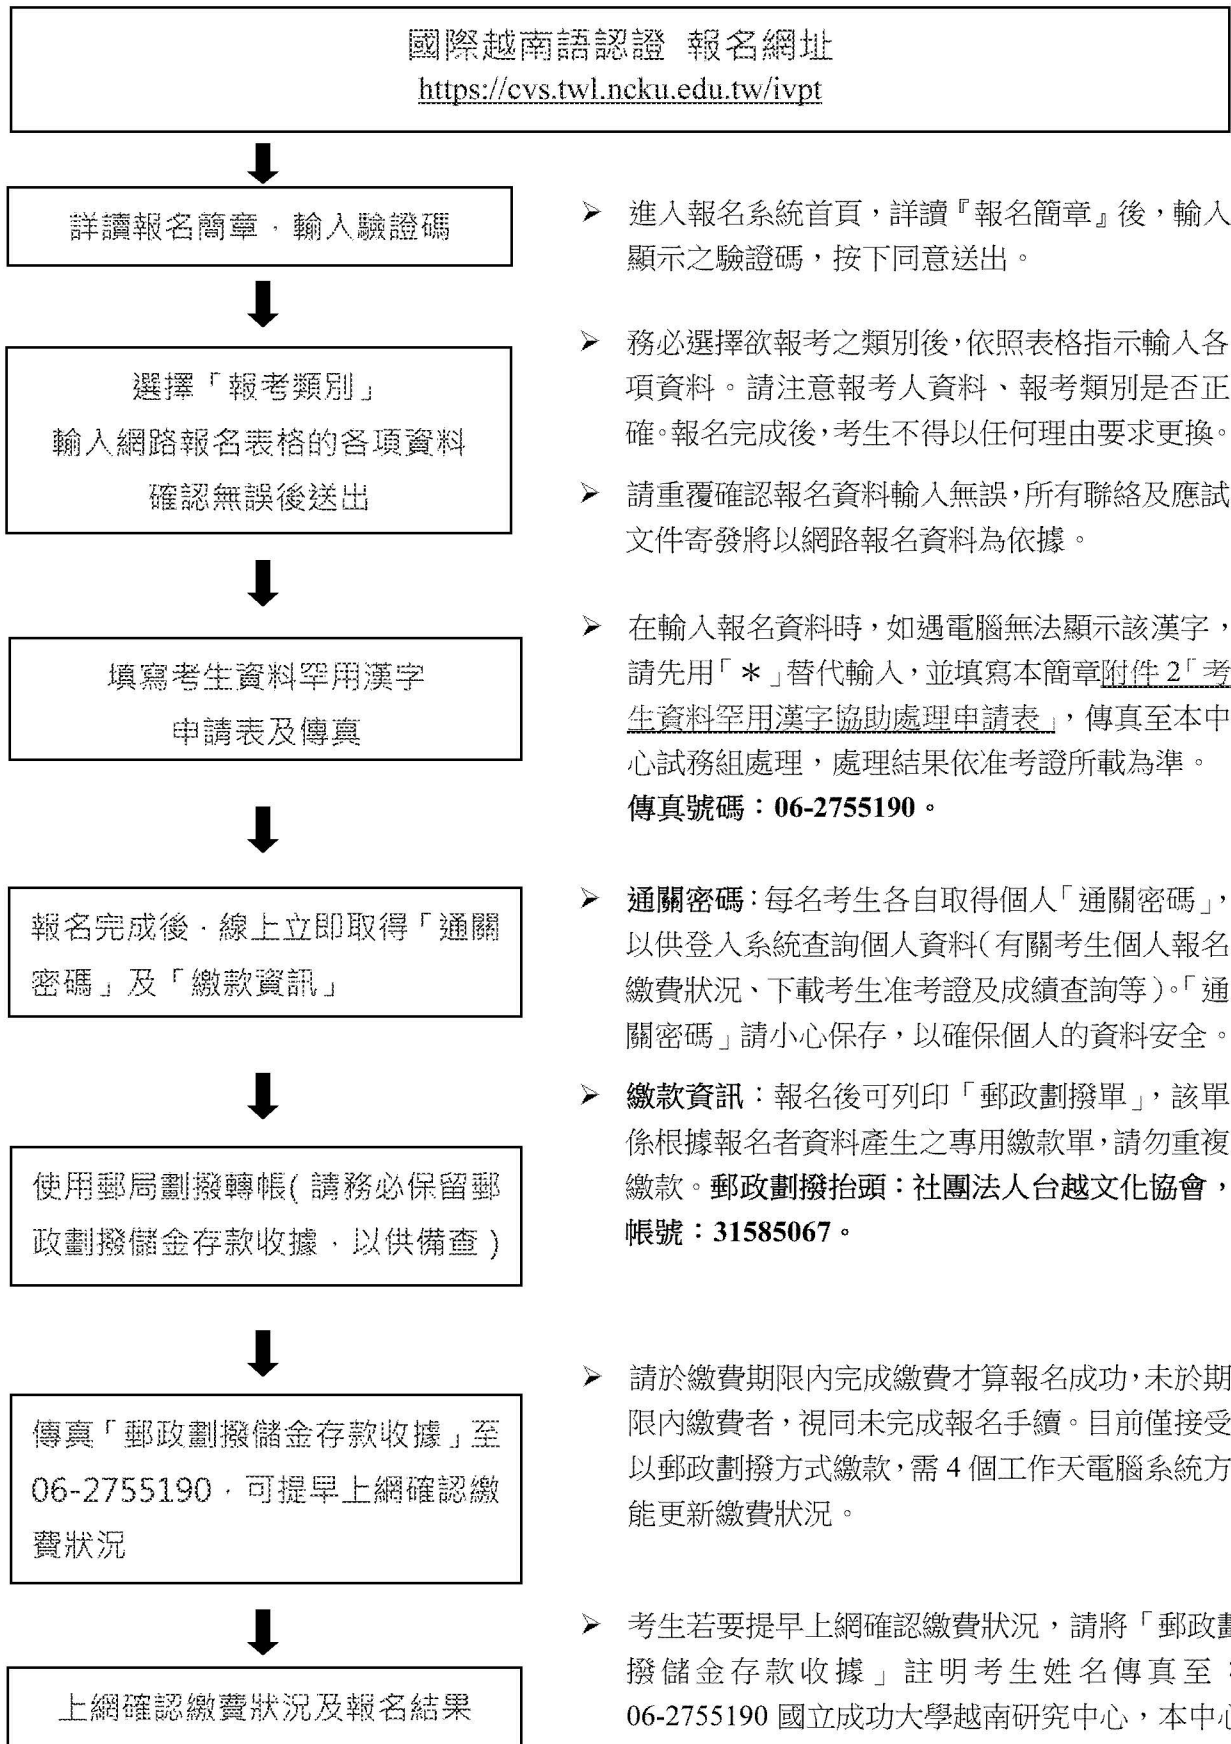 國際越南語認證 報名網址
https://cvs.twl.ncku.edu.tw/ivpt
詳讀報名簡章，輸入驗證碼
➢ 進入報名系統首頁，詳讀『報名簡章』後，輸入
顯示之驗證碼，按下同意送出。
選擇「報考類別」
輸入網路報名表格的各項資料
確認無誤後送出
➢ 務必選擇欲報考之類別後，依照表格指示輸入各
項資料。請注意報考人資料、報考類別是否正
確。報名完成後，考生不得以任何理由要求更換。
➢ 請重覆確認報名資料輸入無誤，所有聯絡及應試
文件寄發將以網路報名資料為依據。
填寫考生資料罕用漢字
申請表及傳真
➢ 在輸入報名資料時，如遇電腦無法顯示該漢字，
請先用「＊」替代輸入，並填寫本簡章附件 2「考
生資料罕用漢字協助處理申請表」，傳真至本中
心試務組處理，處理結果依准考證所載為準。
傳真號碼：06-2755190。
報名完成後，線上立即取得「通關
密碼」及「繳款資訊」
➢ 通關密碼：每名考生各自取得個人「通關密碼」，
以供登入系統查詢個人資料（有關考生個人報名
繳費狀況、下載考生准考證及成績查詢等）。「通
關密碼」請小心保存，以確保個人的資料安全。
➢ 繳款資訊：報名後可列印「郵政劃撥單」，該單
係根據報名者資料產生之專用繳款單，請勿重複
繳款。郵政劃撥抬頭：社團法人台越文化協會，
帳號：31585067。
使用郵局劃撥轉帳(請務必保留郵
政劃撥儲金存款收據，以供備查)
傳真「郵政劃撥儲金存款收據」至
06-2755190，可提早上網確認繳
費狀況
➢ 請於繳費期限內完成繳費才算報名成功，未於期
限內繳費者，視同未完成報名手續。目前僅接受
以郵政劃撥方式繳款，需 4 個工作天電腦系統方
能更新繳費狀況。
上網確認繳費狀況及報名結果
➢ 考生若要提早上網確認繳費狀況，請將「郵政劃
撥儲金存款收據」註明考生姓名傳真至：
06-2755190 國立成功大學越南研究中心，本中心